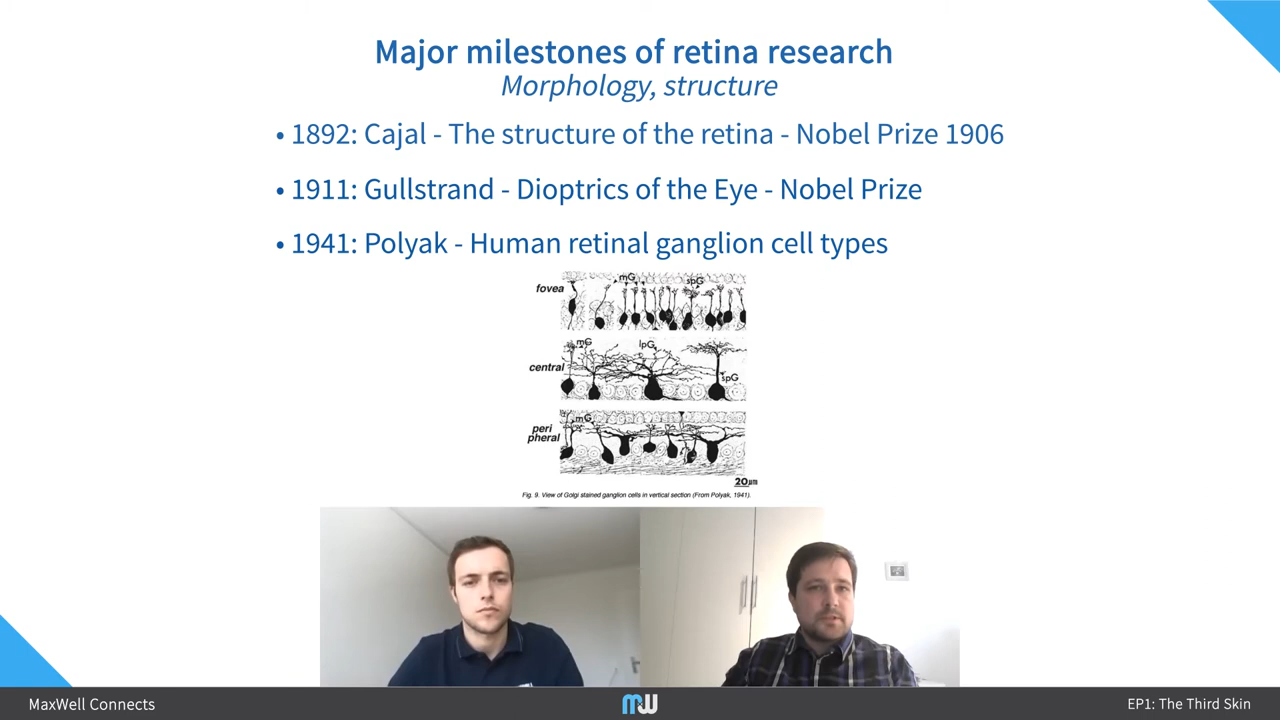 Major milestones of retina research
Morphology, structure
• 1892: Cajal - The structure of the retina - Nobel Prize 1906
• 1911: Gullstrand - Dioptrics of the Eye - Nobel Prize
• 1941: Polyak - Human retinal ganglion cell types
fovea
mG
spG
central
mG
lpG
spG
peri
pheral
mG
20µm
Fig. 9. View of Golgi stained ganglion cells in vertical section (From Polyak, 1941).
MaxWell Connects
mw
EP1: The Third Skin